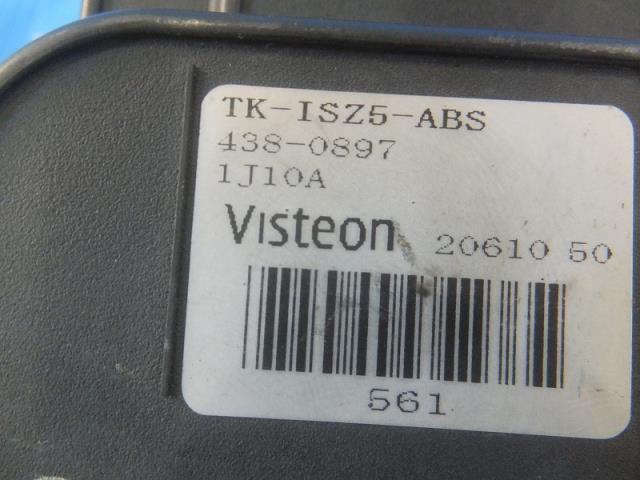 TK-ISZ5-ABS
438-0897
1J10A
Visteon 20610 50
561